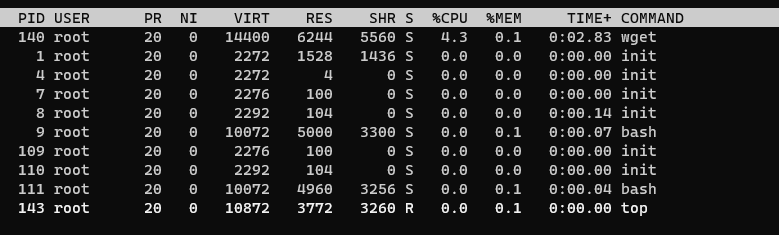 PID USER PR NI VIRT RES SHR S %CPU %MEM TIME+ COMMAND
140 root 20 0 14400 6244 5560 S 4.3 0.1 0:02.83 wget
1 root 20 0 2272 1528 1436 S 0.0 0.0 0:00.00 init
4 root 20 0 2272 4 0 S 0.0 0.0 0:00.00 init
7 root 20 0 2276 100 0 S 0.0 0.0 0:00.00 init
8 root 20 0 2292 104 0 S 0.0 0.0 0:00.14 init
9 root 20 0 10072 5000 3300 S 0.0 0.1 0:00.07 bash
109 root 20 0 2276 100 0 S 0.0 0.0 0:00.00 init
110 root 20 0 2292 104 0 S 0.0 0.0 0:00.00 init
111 root 20 0 10072 4960 3256 S 0.0 0.1 0:00.04 bash
143 root 20 0 10872 3772 3260 R 0.0 0.1 0:00.00 top